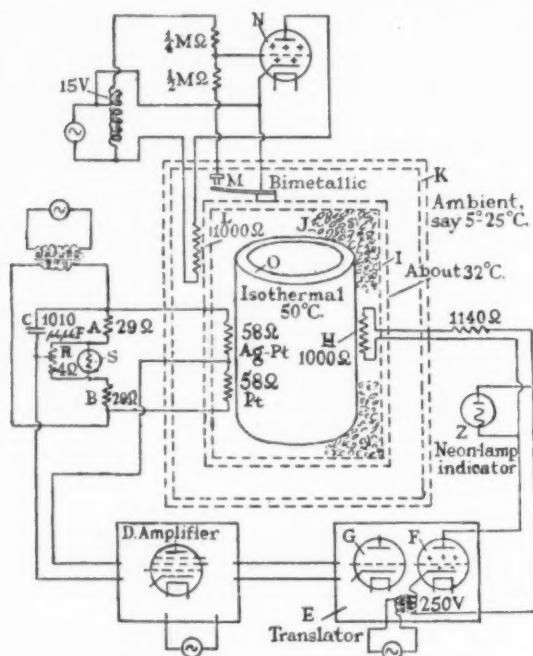 ¼MΩ
N
½MΩ
15V
M
Bimetallic
K
Ambient,
say 5°-25°C.
L
1000Ω
J
I
About 32°C.
O
Isothermal
50°C.
C
1010
μμF
A
29Ω
R
4Ω
S
B
29Ω
58Ω
Ag-Pt
58Ω
Pt
H
1000Ω
1140Ω
Z
Neon-lamp
indicator
D. Amplifier
G
F
E
Translator
250V